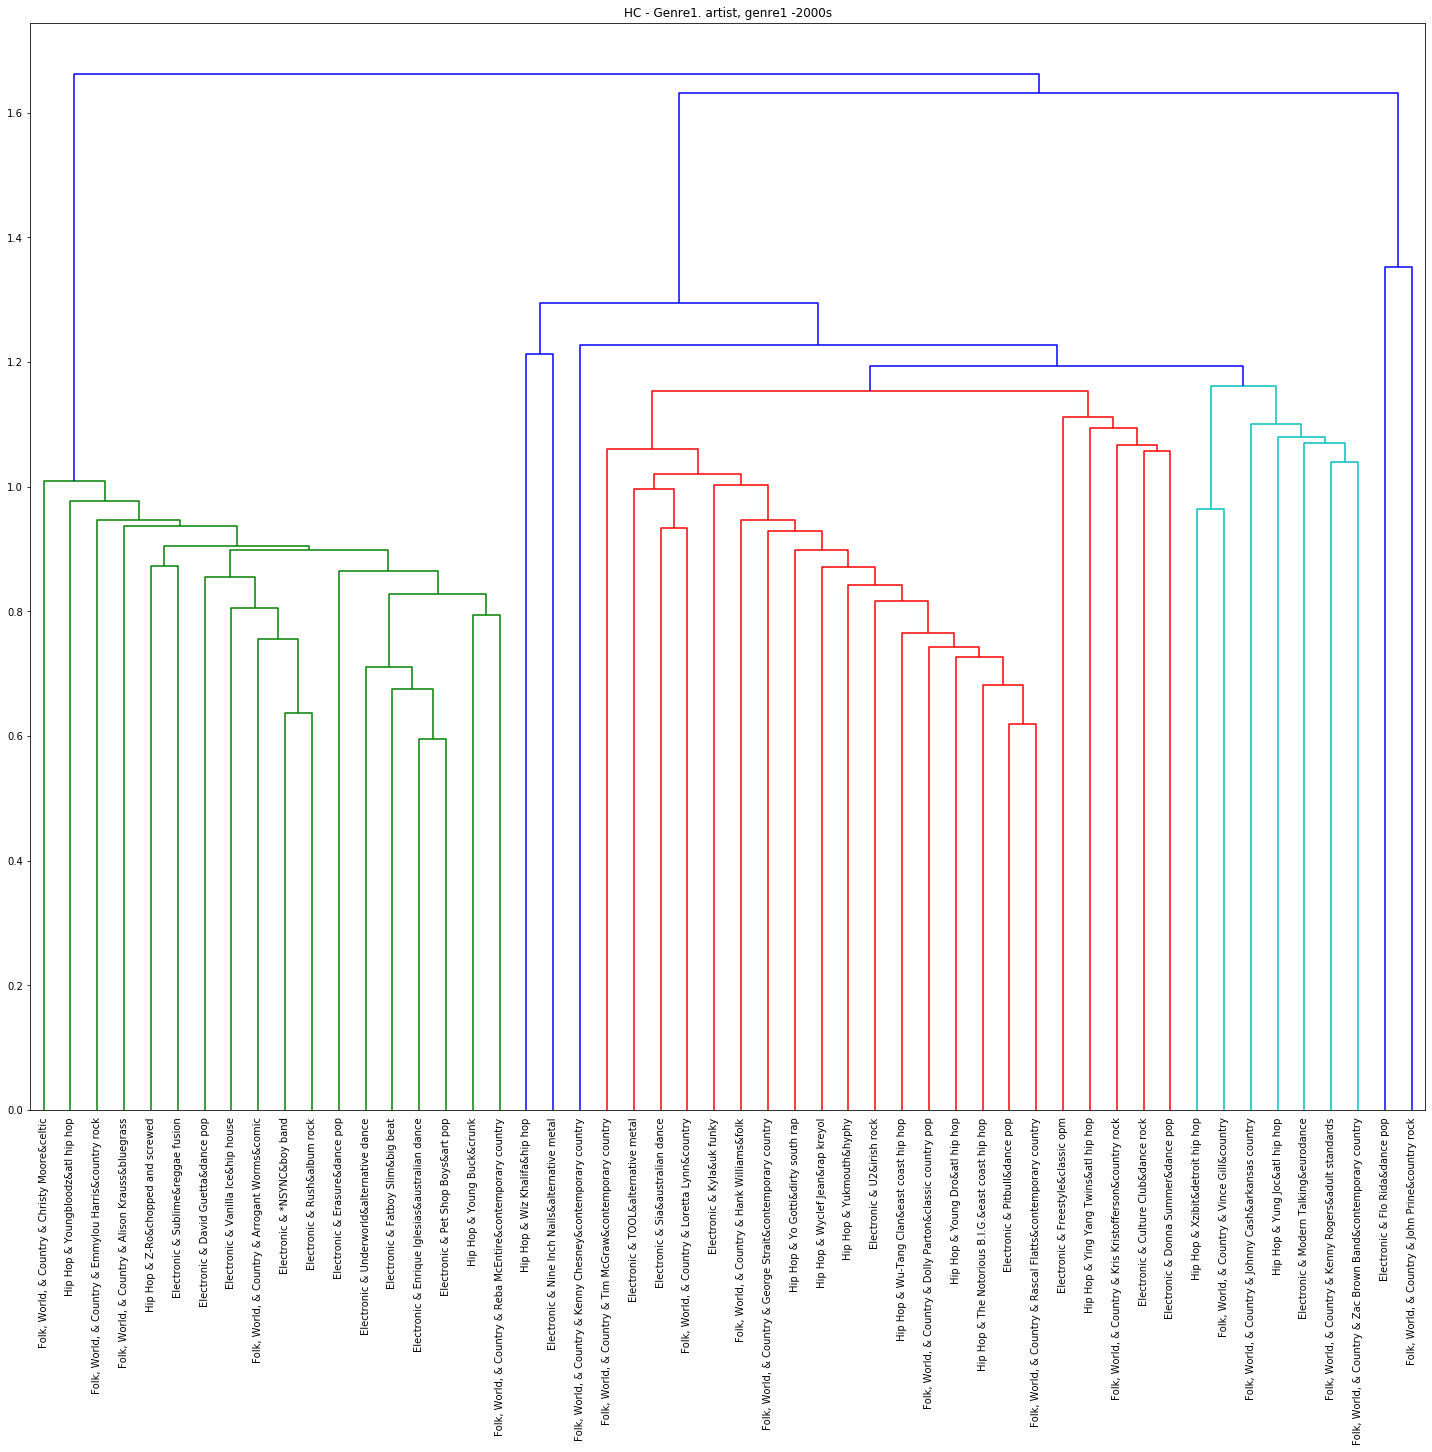 HC - Genre1. artist, genre1 -2000s
1.6
1.4
1.2
1.0
0.8
0.6
0.4
0.2
0.0
Folk, World, & Country & Christy Moore&celtic
Hip Hop & Youngbloodz&atl hip hop
Folk, World, & Country & Emmylou Harris&country rock
Folk, World, & Country & Alison Krauss&bluegrass
Hip Hop & Z-Ro&chopped and screwed
Electronic & Sublime&reggae fusion
Electronic & David Guetta&dance pop
Electronic & Vanilla Ice&hip house
Folk, World, & Country & Arrogant Worms&comic
Electronic & *NSYNC&boy band
Electronic & Rush&album rock
Electronic & Erasure&dance pop
Electronic & Underworld&alternative dance
Electronic & Fatboy Slim&big beat
Electronic & Enrique Iglesias&australian dance
Electronic & Pet Shop Boys&art pop
Hip Hop & Young Buck&crunk
Folk, World, & Country & Reba McEntire&contemporary country
Hip Hop & Wiz Khalifa&hip hop
Electronic & Nine Inch Nails&alternative metal
Folk, World, & Country & Kenny Chesney&contemporary country
Folk, World, & Country & Tim McGraw&contemporary country
Electronic & TOOL&alternative metal
Electronic & Sia&australian dance
Folk, World, & Country & Loretta Lynn&country
Electronic & Kyla&uk funky
Folk, World, & Country & Hank Williams&folk
Folk, World, & Country & George Strait&contemporary country
Hip Hop & Yo Gotti&dirty south rap
Hip Hop & Wyclef Jean&rap kreyol
Hip Hop & Yukmouth&hyphy
Electronic & U2&irish rock
Hip Hop & Wu-Tang Clan&east coast hip hop
Folk, World, & Country & Dolly Parton&classic country pop
Hip Hop & Young Dro&atl hip hop
Hip Hop & The Notorious B.I.G.&east coast hip hop
Electronic & Pitbull&dance pop
Folk, World, & Country & Rascal Flatts&contemporary country
Electronic & Freestyle&classic opm
Hip Hop & Ying Yang Twins&atl hip hop
Folk, World, & Country & Kris Kristofferson&country rock
Electronic & Culture Club&dance rock
Electronic & Donna Summer&dance pop
Hip Hop & Xzibit&detroit hip hop
Folk, World, & Country & Vince Gill&country
Folk, World, & Country & Johnny Cash&arkansas country
Hip Hop & Yung Joc&atl hip hop
Electronic & Modern Talking&eurodance
Folk, World, & Country & Kenny Rogers&adult standards
Folk, World, & Country & Zac Brown Band&contemporary country
Electronic & Flo Rida&dance pop
Folk, World, & Country & John Prine&country rock